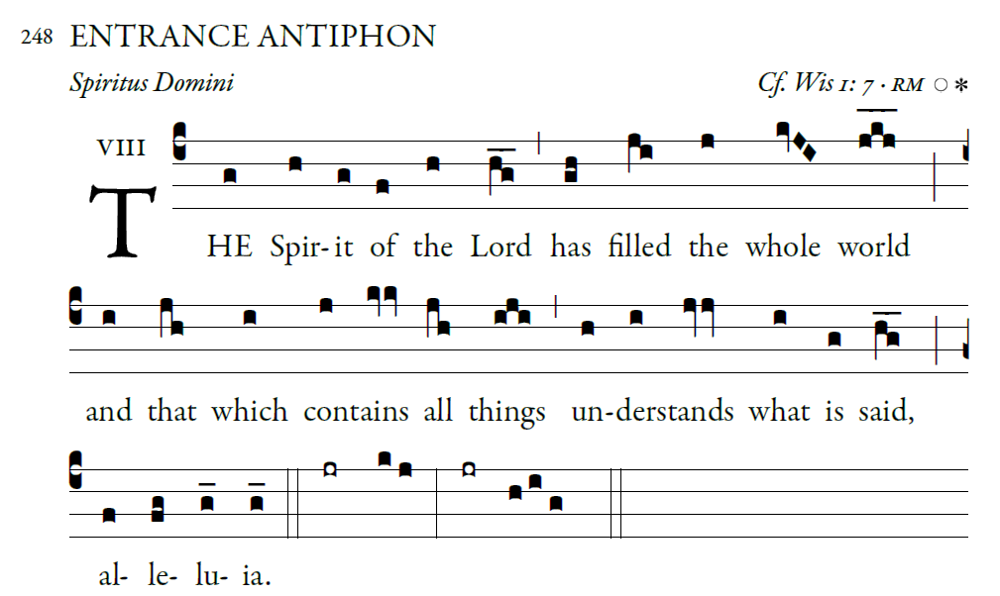 248 ENTRANCE ANTIPHON
Spiritus Domini Cf. Wis 1: 7 · RM ○ *
VIII
THE Spir-it of the Lord has filled the whole world
and that which contains all things un-derstands what is said,
al- le- lu- ia.